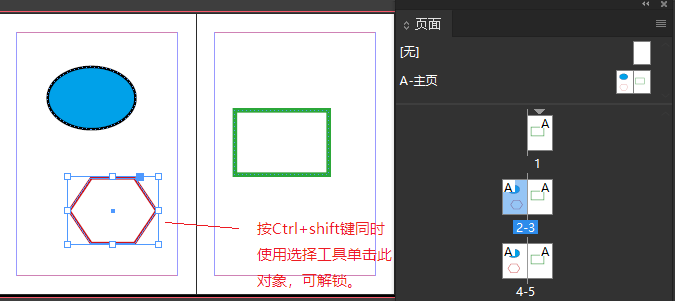 页面
[无]
A-主页
A
1
A
A
2-3
A
A
4-5
按Ctrl+shift键同时
使用选择工具单击此
对象，可解锁。